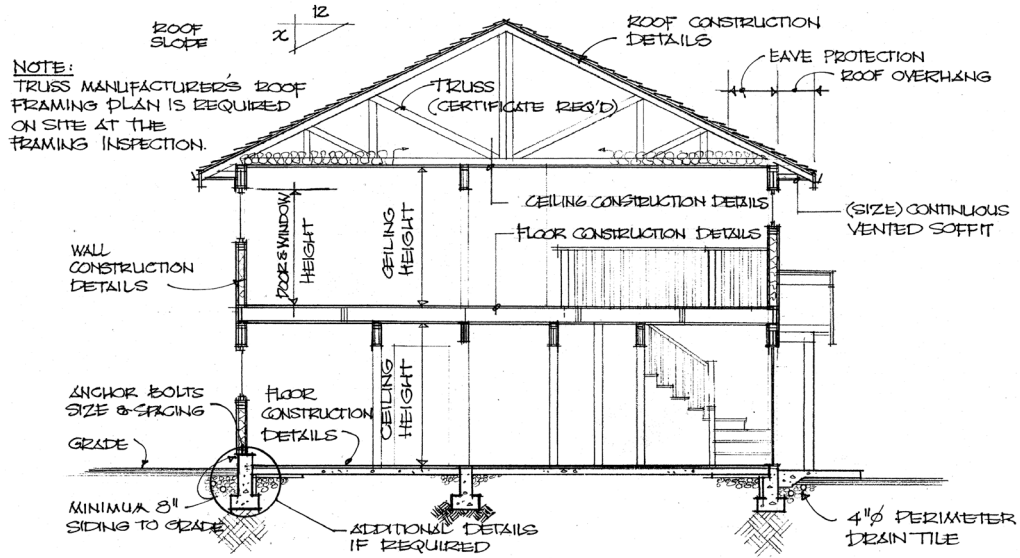 ROOF
SLOPE
12
x
NOTE:
TRUSS MANUFACTURER'S ROOF
FRAMING PLAN IS REQUIRED
ON SITE AT THE
FRAMING INSPECTION.
TRUSS
(CERTIFICATE REQ'D)
ROOF CONSTRUCTION
DETAILS
EAVE PROTECTION
ROOF OVERHANG
CEILING CONSTRUCTION DETAILS
FLOOR CONSTRUCTION DETAILS
(SIZE) CONTINUOUS
VENTED SOFFIT
DOOR & WINDOW
HEIGHT
CEILING
HEIGHT
WALL
CONSTRUCTION
DETAILS
CEILING
HEIGHT
ANCHOR BOLTS
SIZE & SPACING
FLOOR
CONSTRUCTION
DETAILS
GRADE
MINIMUM 8"
SIDING TO GRADE
ADDITIONAL DETAILS
IF REQUIRED
4"Ø PERIMETER
DRAIN TILE